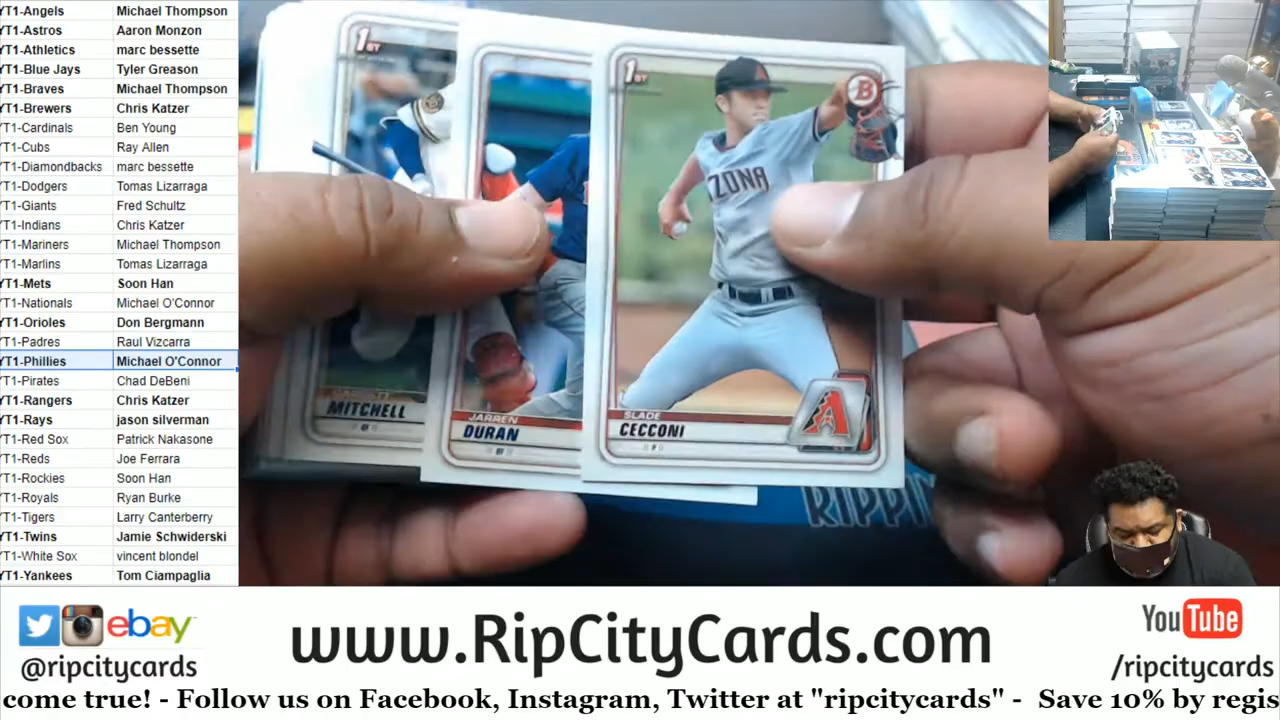 YT1-Angels Michael Thompson
YT1-Astros Aaron Monzon
YT1-Athletics marc bessette
YT1-Blue Jays Tyler Greason
YT1-Braves Michael Thompson
YT1-Brewers Chris Katzer
YT1-Cardinals Ben Young
YT1-Cubs Ray Allen
YT1-Diamondbacks marc bessette
YT1-Dodgers Tomas Lizarraga
YT1-Giants Fred Schultz
YT1-Indians Chris Katzer
YT1-Mariners Michael Thompson
YT1-Marlins Tomas Lizarraga
YT1-Mets Soon Han
YT1-Nationals Michael O'Connor
YT1-Orioles Don Bergmann
YT1-Padres Raul Vizcarra
YT1-Phillies Michael O'Connor
YT1-Pirates Chad DeBeni
YT1-Rangers Chris Katzer
YT1-Rays jason silverman
YT1-Red Sox Patrick Nakasone
YT1-Reds Joe Ferrara
YT1-Rockies Soon Han
YT1-Royals Ryan Burke
YT1-Tigers Larry Canterberry
YT1-Twins Jamie Schwiderski
YT1-White Sox vincent blondel
YT1-Yankees Tom Ciampaglia
1ST
MITCHELL
JARREN
DURAN
1ST
B
ZONA
SLADE
CECCONI
A
RIPPIN
ebay
@ripcitycards
www.RipCityCards.com
YouTube
/ripcitycards
come true! - Follow us on Facebook, Instagram, Twitter at "ripcitycards" - Save 10% by regis